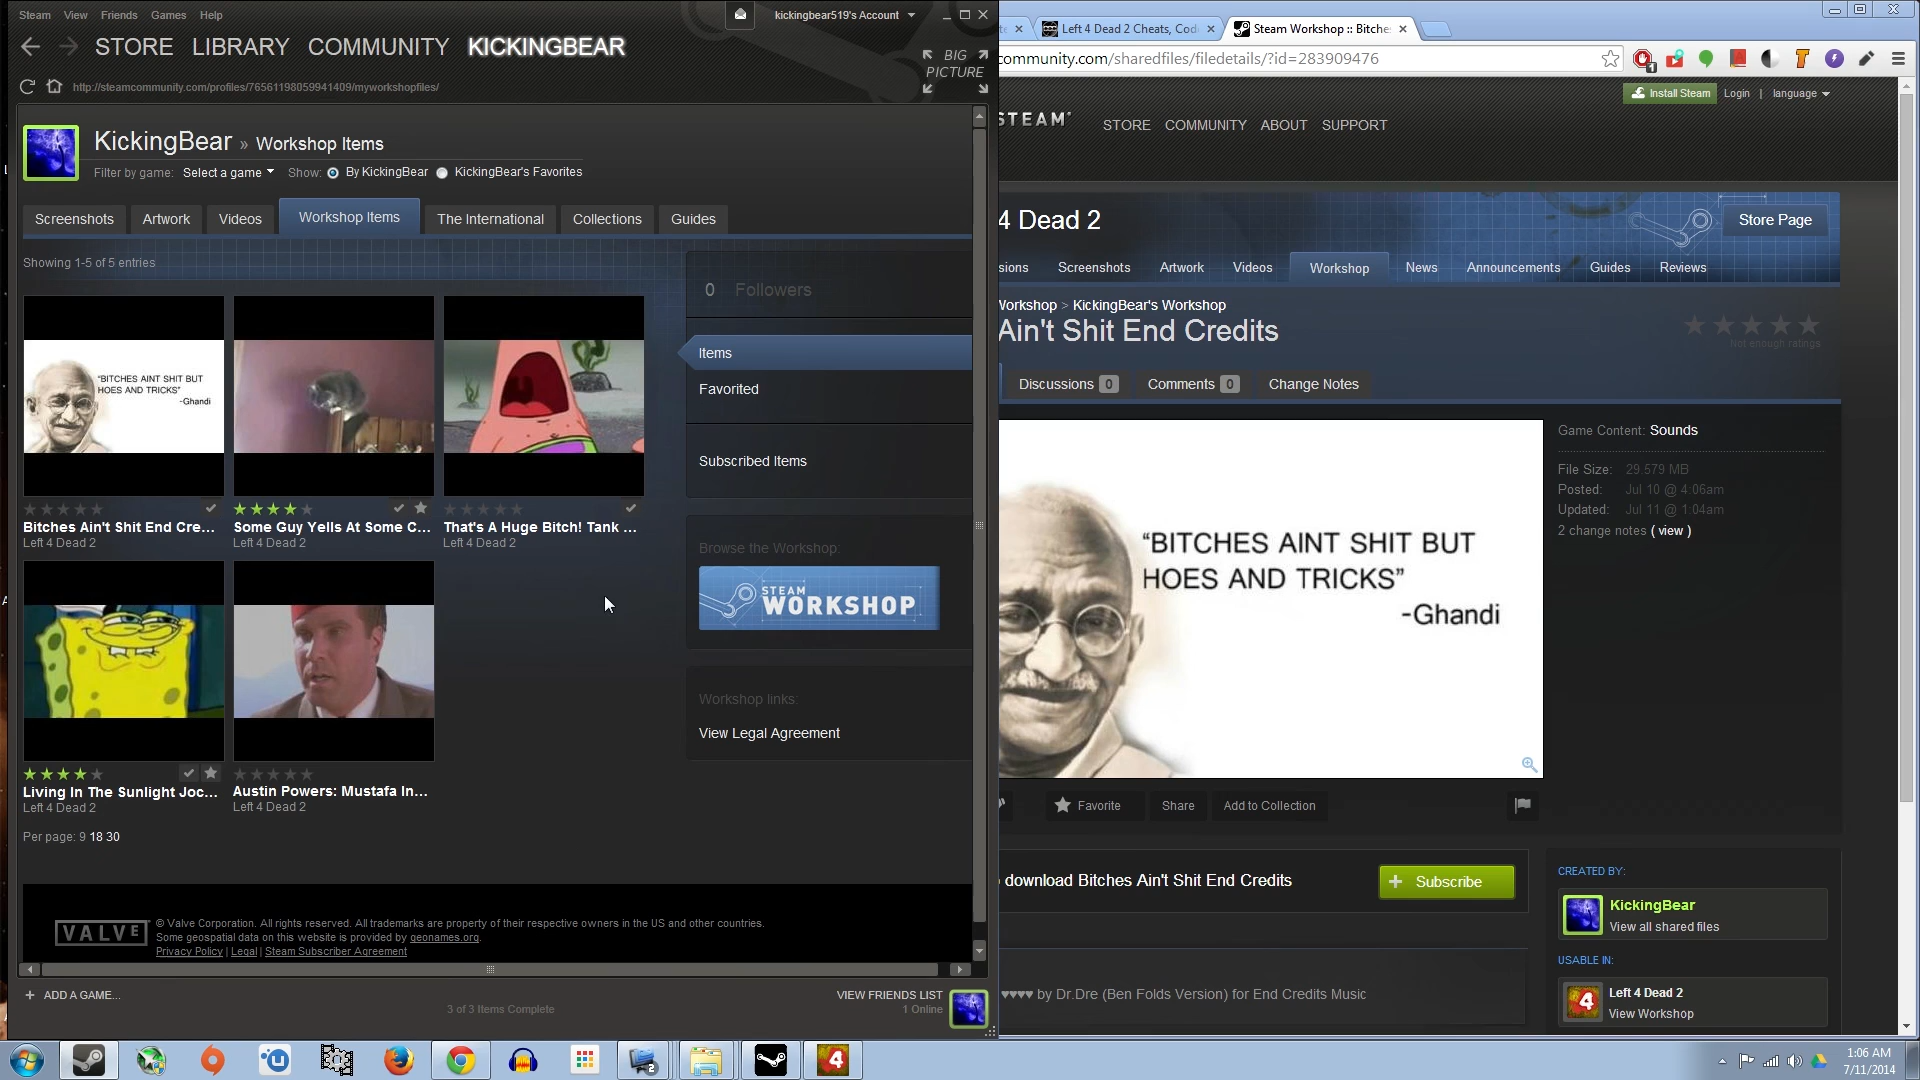 Steam View Friends Games Help
kickingbear519's Account
STORE LIBRARY COMMUNITY KICKINGBEAR
BIG
PICTURE
http://steamcommunity.com/profiles/76561198059941409/myworkshopfiles/
KickingBear » Workshop Items
Filter by game: Select a game Show: By KickingBear KickingBear's Favorites
Screenshots Artwork Videos Workshop Items The International Collections Guides
Showing 1-5 of 5 entries
0 Followers
Items
Favorited
Subscribed Items
Browse the Workshop:
STEAM
WORKSHOP
Workshop links:
View Legal Agreement
"BITCHES AINT SHIT BUT
HOES AND TRICKS"
-Ghandi
Bitches Ain't Shit End Cre...
Left 4 Dead 2
Some Guy Yells At Some C...
Left 4 Dead 2
That's A Huge Bitch! Tank ...
Left 4 Dead 2
Living In The Sunlight Joc...
Left 4 Dead 2
Austin Powers: Mustafa In...
Left 4 Dead 2
Per page: 9 18 30
VALVE
© Valve Corporation. All rights reserved. All trademarks are property of their respective owners in the US and other countries.
Some geospatial data on this website is provided by geonames.org.
Privacy Policy | Legal | Steam Subscriber Agreement
+ ADD A GAME...
3 of 3 Items Complete
VIEW FRIENDS LIST
1 Online
Left 4 Dead 2 Cheats, Cod
Steam Workshop :: Bitche
ommunity.com/sharedfiles/filedetails/?id=283909476
Install Steam Login | language
STEAM
STORE COMMUNITY ABOUT SUPPORT
4 Dead 2
Store Page
sions Screenshots Artwork Videos Workshop News Announcements Guides Reviews
Workshop > KickingBear's Workshop
Ain't Shit End Credits
Not enough ratings
Discussions 0 Comments 0 Change Notes
"BITCHES AINT SHIT BUT
HOES AND TRICKS"
-Ghandi
Game Content: Sounds
File Size: 29.579 MB
Posted: Jul 10 @ 4:06am
Updated: Jul 11 @ 1:04am
2 change notes ( view )
Favorite Share Add to Collection
download Bitches Ain't Shit End Credits
+ Subscribe
CREATED BY:
KickingBear
View all shared files
USABLE IN:
Left 4 Dead 2
View Workshop
♥♥♥♥ by Dr.Dre (Ben Folds Version) for End Credits Music
1:06 AM
7/11/2014